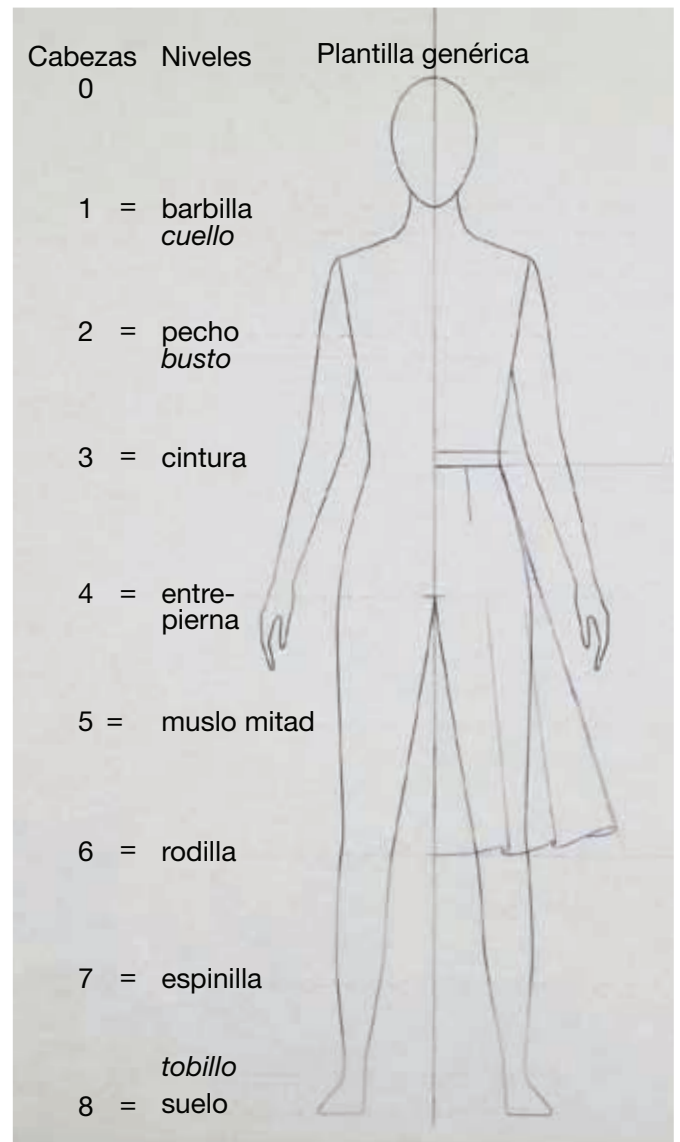 Cabezas Niveles Plantilla genérica
0
1 = barbilla
cuello
2 = pecho
busto
3 = cintura
4 = entre-
pierna
5 = muslo mitad
6 = rodilla
7 = espinilla
tobillo
8 = suelo